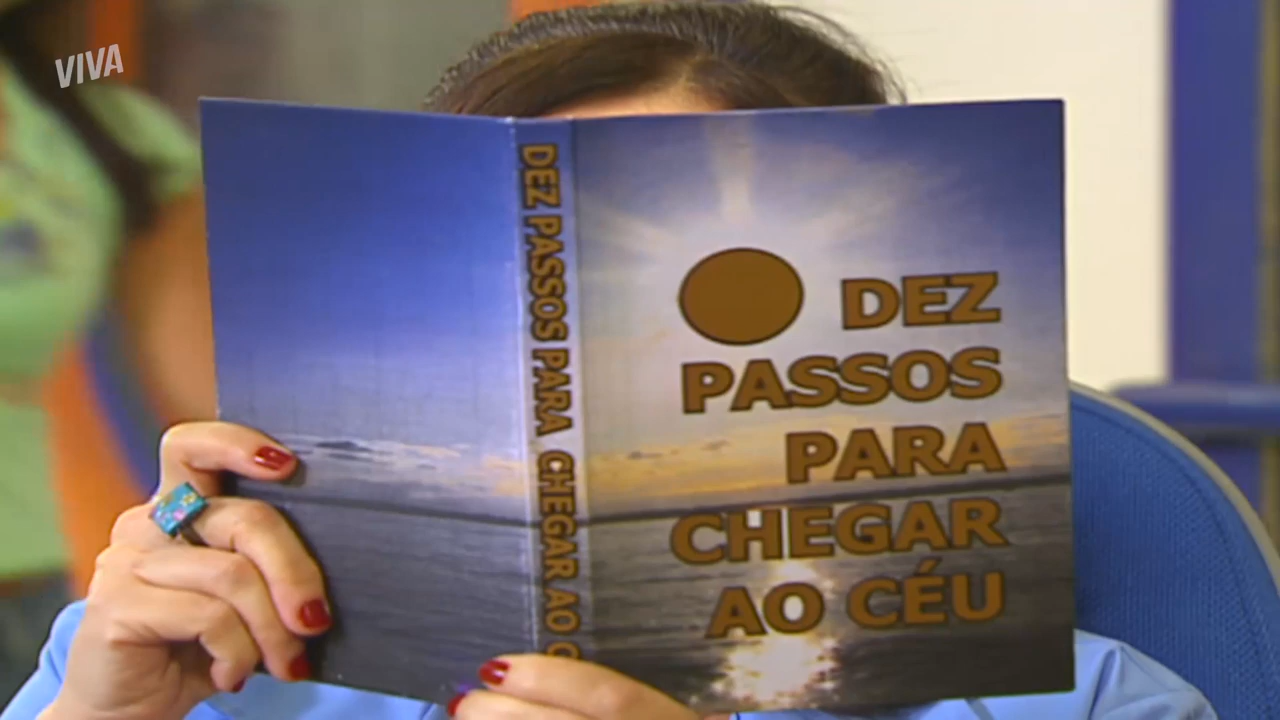 VIVA
DEZ PASSOS PARA CHEGAR AO C
DEZ
PASSOS
PARA
CHEGAR
AO CÉU